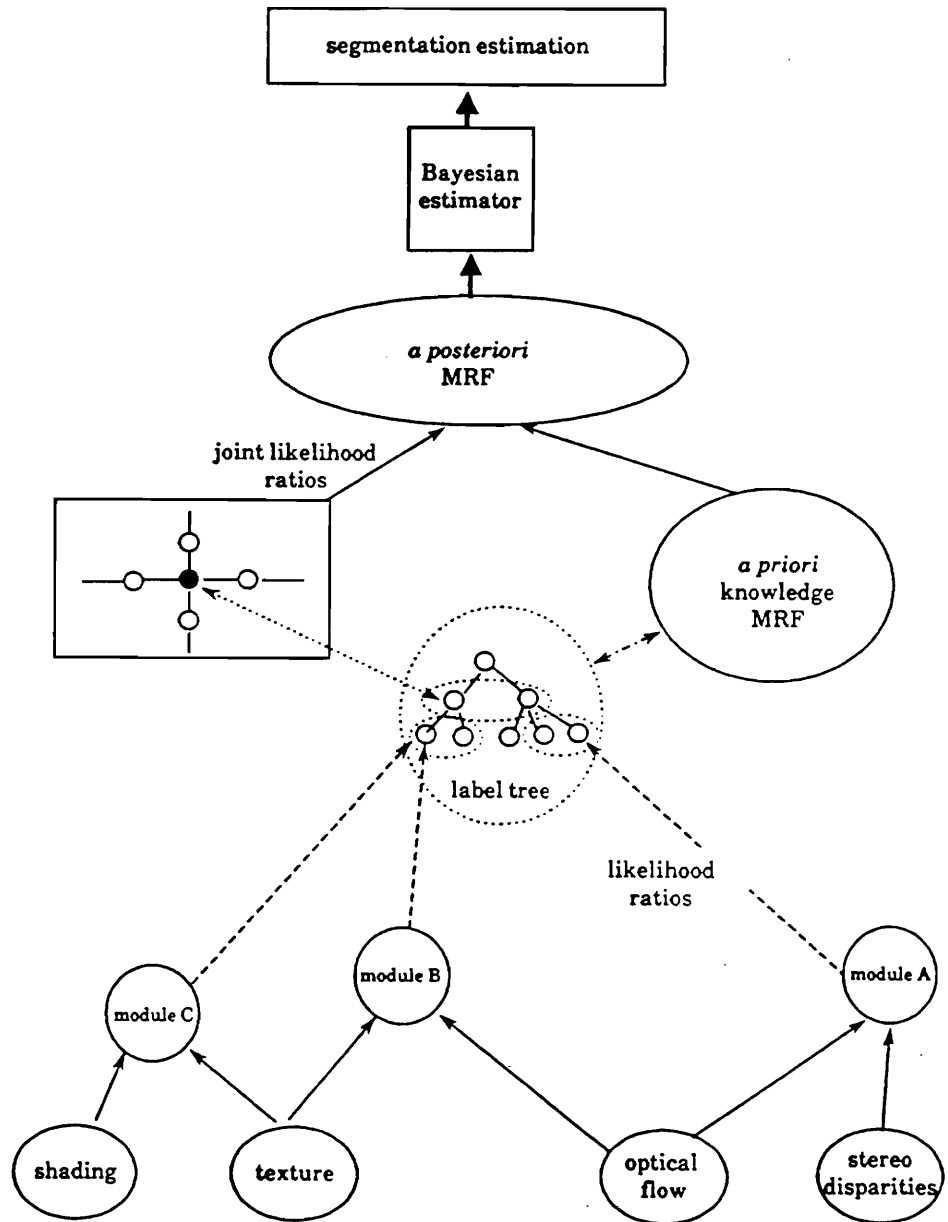 segmentation estimation
Bayesian
estimator
a posteriori
MRF
joint likelihood
ratios
a priori
knowledge
MRF
label tree
likelihood
ratios
module B
module A
module C
shading
texture
optical
flow
stereo
disparities